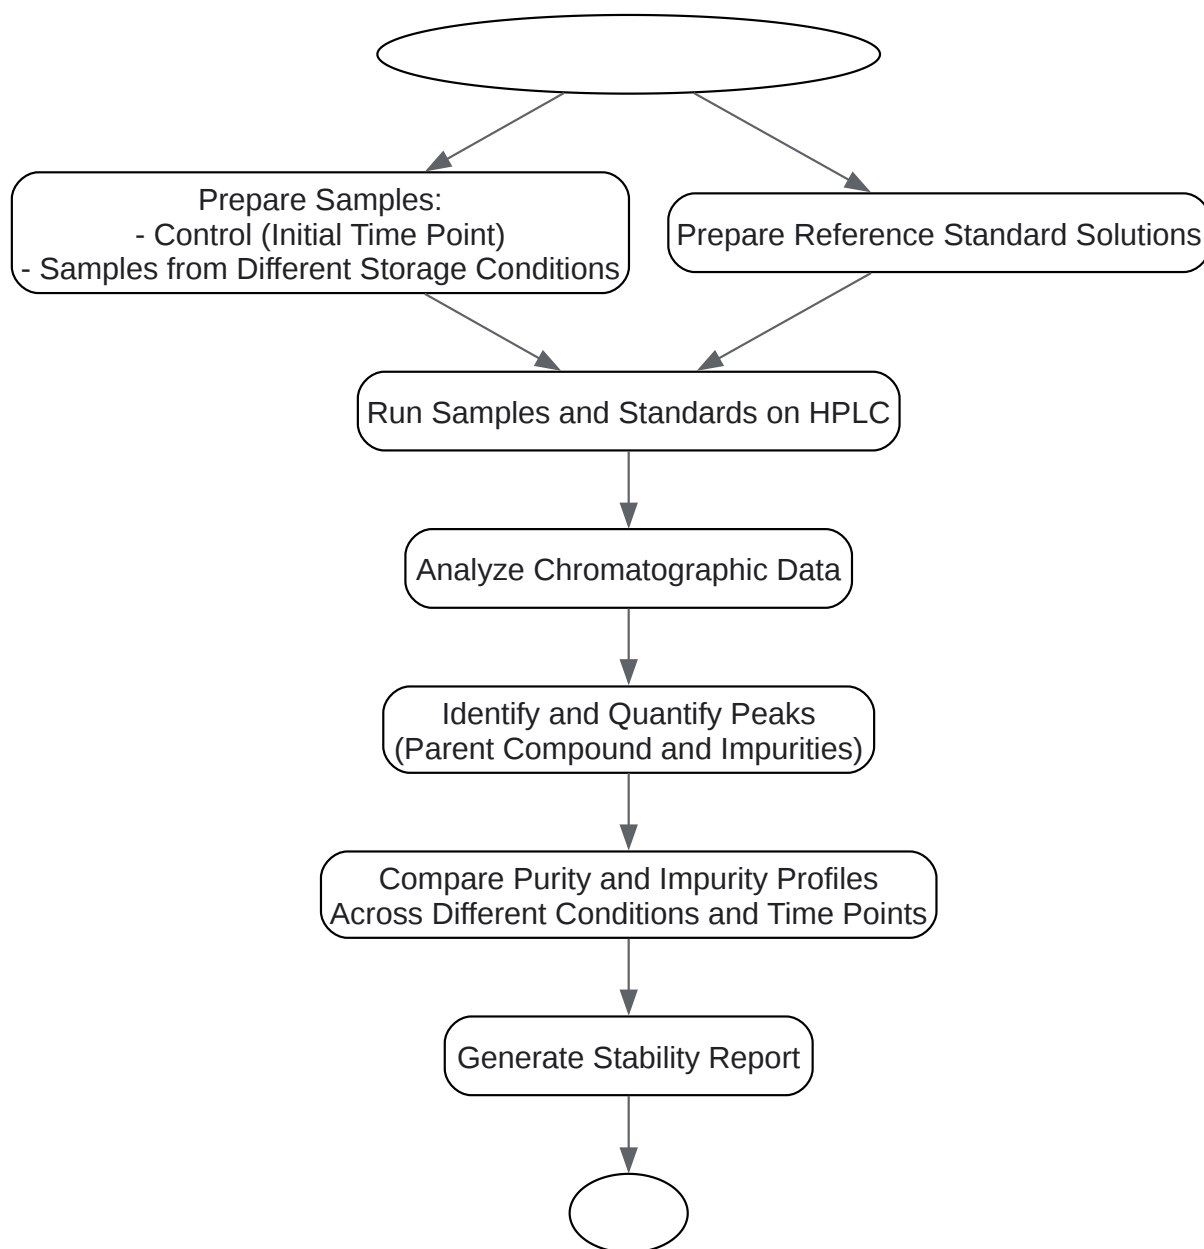 Prepare Samples:
- Control (Initial Time Point)
- Samples from Different Storage Conditions
Prepare Reference Standard Solutions
Run Samples and Standards on HPLC
Analyze Chromatographic Data
Identify and Quantify Peaks
(Parent Compound and Impurities)
Compare Purity and Impurity Profiles
Across Different Conditions and Time Points
Generate Stability Report